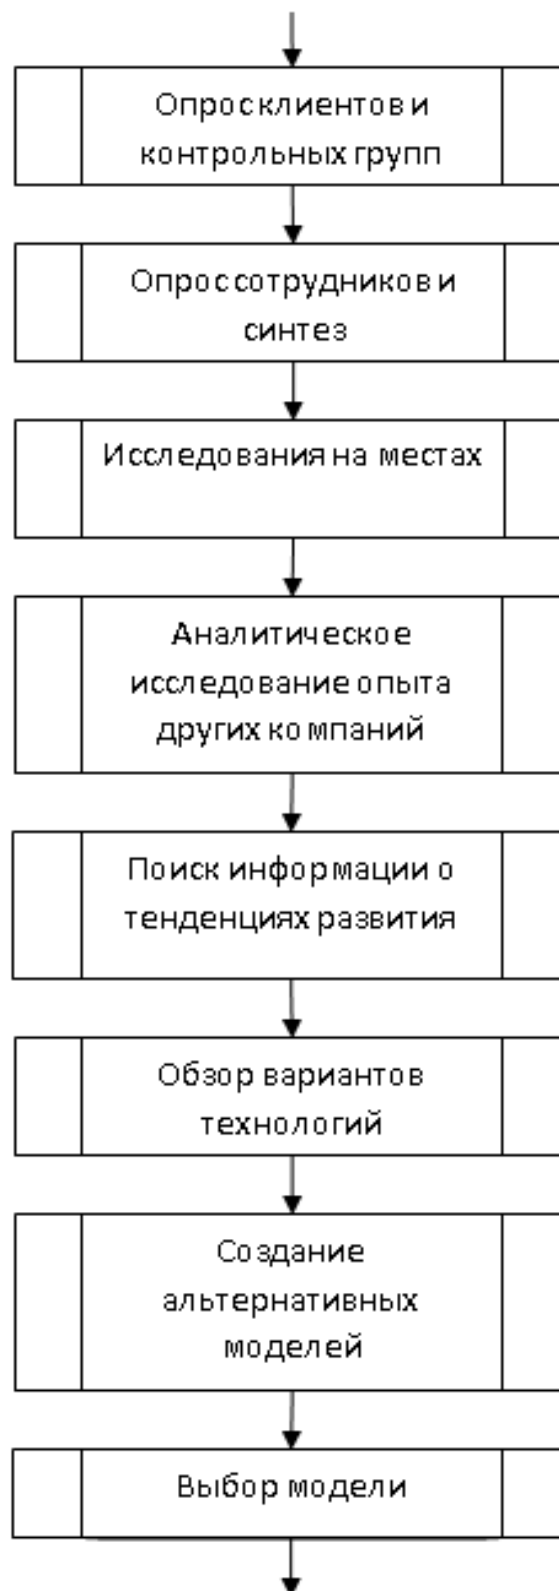 Опрос клиентов и
контрольных групп
Опрос сотрудников и
синтез
Исследования на местах
Аналитическое
исследование опыта
других компаний
Поиск информации о
тенденциях развития
Обзор вариантов
технологий
Создание
альтернативных
моделей
Выбор модели